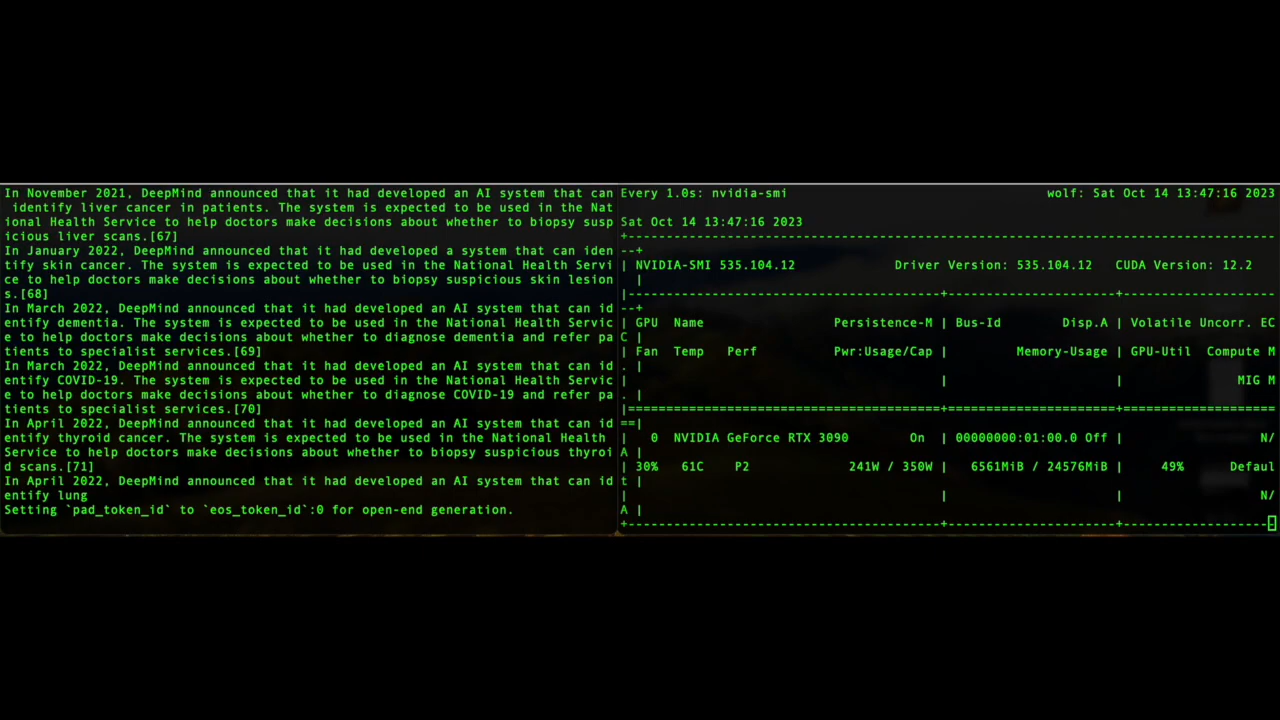 In November 2021, DeepMind announced that it had developed an AI system that can
 identify liver cancer in patients. The system is expected to be used in the Nat
ional Health Service to help doctors make decisions about whether to biopsy susp
icious liver scans.[67]
In January 2022, DeepMind announced that it had developed a system that can iden
tify skin cancer. The system is expected to be used in the National Health Servi
ce to help doctors make decisions about whether to biopsy suspicious skin lesion
s.[68]
In March 2022, DeepMind announced that it had developed an AI system that can id
entify dementia. The system is expected to be used in the National Health Servic
e to help doctors make decisions about whether to diagnose dementia and refer pa
tients to specialist services.[69]
In March 2022, DeepMind announced that it had developed an AI system that can id
entify COVID-19. The system is expected to be used in the National Health Servic
e to help doctors make decisions about whether to diagnose COVID-19 and refer pa
tients to specialist services.[70]
In April 2022, DeepMind announced that it had developed an AI system that can id
entify thyroid cancer. The system is expected to be used in the National Health
Service to help doctors make decisions about whether to biopsy suspicious thyroi
d scans.[71]
In April 2022, DeepMind announced that it had developed an AI system that can id
entify lung
Setting `pad_token_id` to `eos_token_id`:0 for open-end generation.
Every 1.0s: nvidia-smi wolf: Sat Oct 14 13:47:16 2023
Sat Oct 14 13:47:16 2023
+-----------------------------------------------------------------------------------
--+
| NVIDIA-SMI 535.104.12 Driver Version: 535.104.12 CUDA Version: 12.2
 |
|-----------------------------------------+----------------------+--------------------
--+
| GPU Name Persistence-M | Bus-Id Disp.A | Volatile Uncorr. EC
C |
| Fan Temp Perf Pwr:Usage/Cap | Memory-Usage | GPU-Util Compute M
. |
| | | MIG M
. |
|=========================================+======================+====================
==|
| 0 NVIDIA GeForce RTX 3090 On | 00000000:01:00.0 Off | N/
A |
| 30% 61C P2 241W / 350W | 6561MiB / 24576MiB | 49% Defaul
t |
| | | N/
A |
+-----------------------------------------+----------------------+--------------------